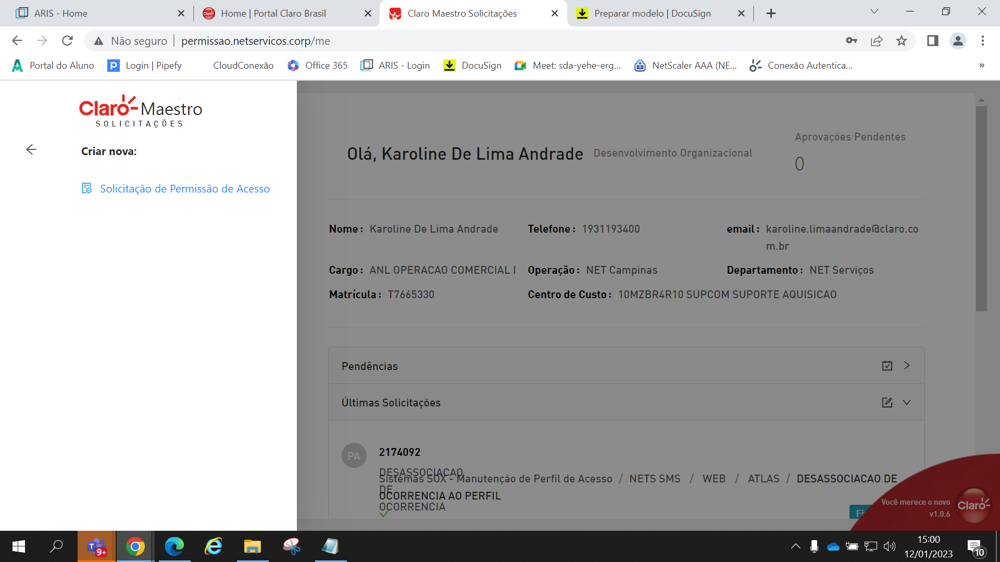 ARIS - Home
Home | Portal Claro Brasil
Claro Maestro Solicitações
Preparar modelo | DocuSign
Não seguro
permissao.netservicos.corp/me
Portal do Aluno
Login | Pipefy
CloudConexão
Office 365
ARIS - Login
DocuSign
Meet: sda-yehe-erg...
NetScaler AAA (NE...
Conexão Autentica...
»
Claro Maestro
SOLICITAÇÕES
Criar nova:
Solicitação de Permissão de Acesso
Olá, Karoline De Lima Andrade
Desenvolvimento Organizacional
Aprovações Pendentes
0
Nome: Karoline De Lima Andrade
Telefone: 1931193400
email: karoline.limaandrade@claro.co
m.br
Cargo: ANL OPERACAO COMERCIAL I
Operação: NET Campinas
Departamento: NET Serviços
Matrícula: T7665330
Centro de Custo: 10MZBR4R10 SUPCOM SUPORTE AQUISICAO
Pendências
Últimas Solicitações
PA
2174092
DESASSOCIACAO
Sistemas SOX - Manutenção de Perfil de Acesso / NETS SMS / WEB / ATLAS / DESASSOCIACAO DE
DE
OCORRENCIA AO PERFIL
OCORRENCIA
Você merece o novo
v1.0.6
Claro
9+
15:00
12/01/2023
10